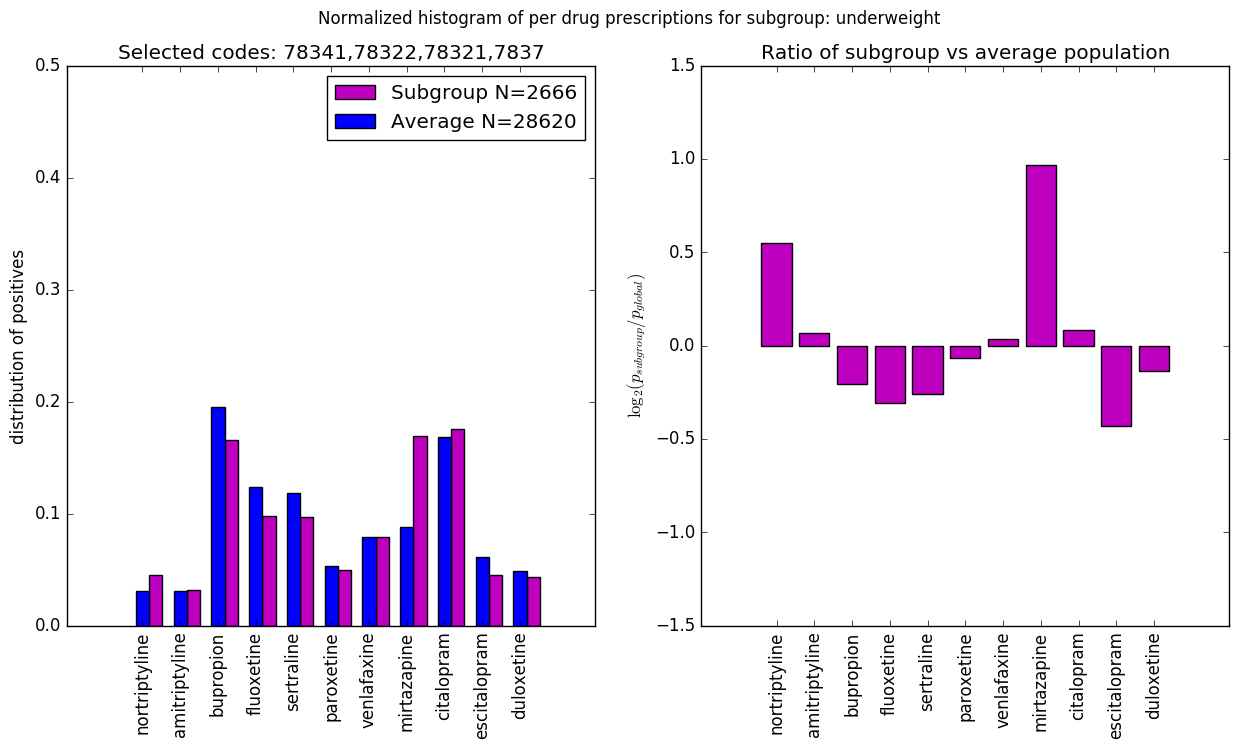 Normalized histogram of per drug prescriptions for subgroup: underweight
Selected codes: 78341,78322,78321,7837
Subgroup N=2666
Average N=28620
distribution of positives
0.5
0.4
0.3
0.2
0.1
0.0
nortriptyline
amitriptyline
bupropion
fluoxetine
sertraline
paroxetine
venlafaxine
mirtazapine
citalopram
escitalopram
duloxetine
Ratio of subgroup vs average population
log2(psubgroup/pglobal)
1.5
1.0
0.5
0.0
−0.5
−1.0
−1.5
nortriptyline
amitriptyline
bupropion
fluoxetine
sertraline
paroxetine
venlafaxine
mirtazapine
citalopram
escitalopram
duloxetine